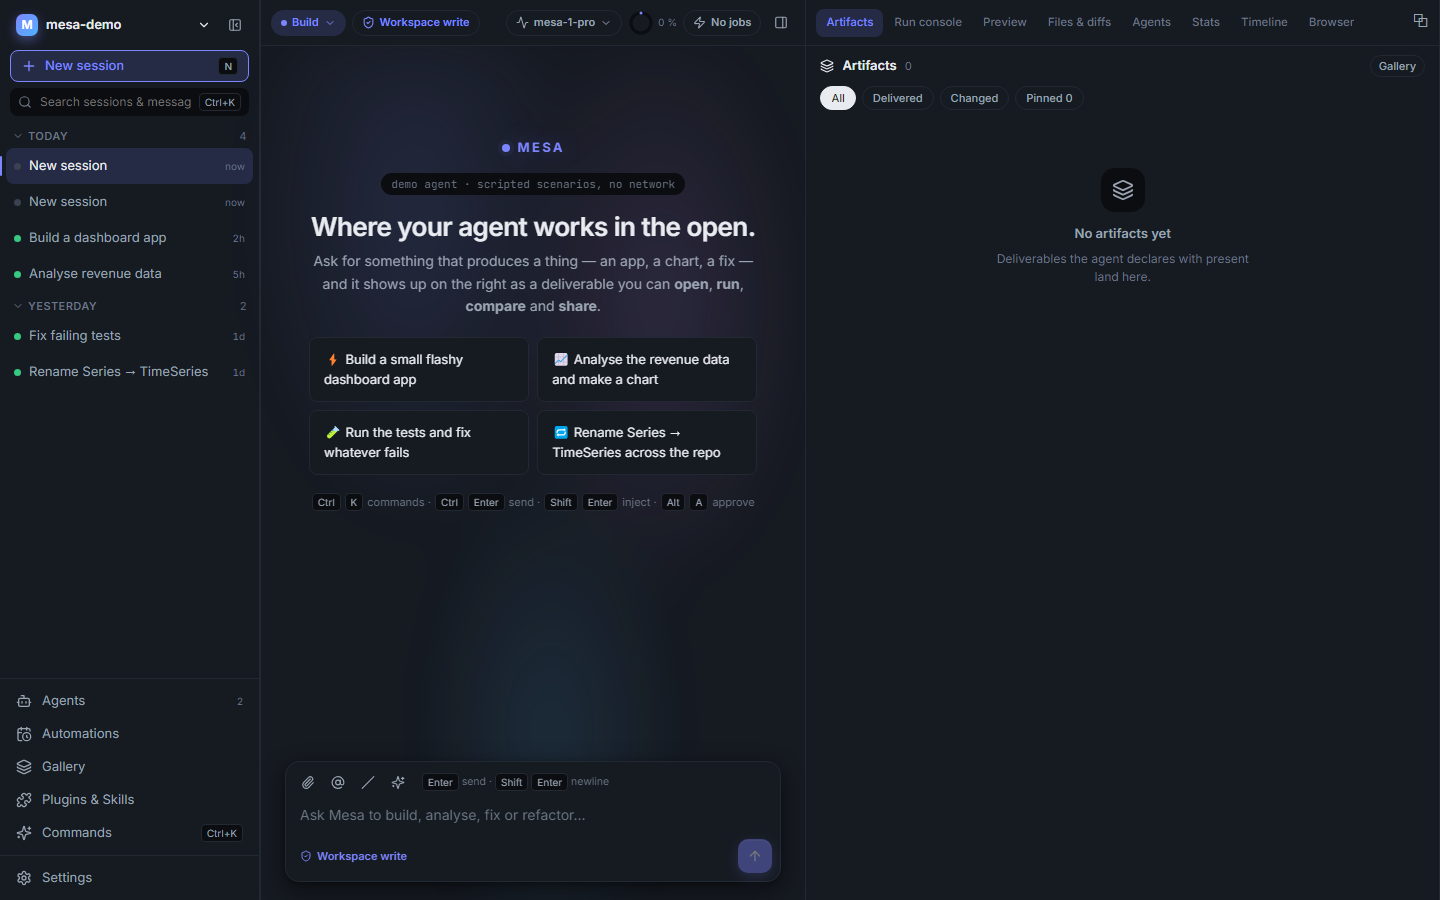 M mesa-demo
New session N
Search sessions & messag Ctrl+K
TODAY 4
New session now
New session now
Build a dashboard app 2h
Analyse revenue data 5h
YESTERDAY 2
Fix failing tests 1d
Rename Series → TimeSeries 1d
Agents 2
Automations
Gallery
Plugins & Skills
Commands Ctrl+K
Settings
Build Workspace write mesa-1-pro 0 % No jobs
MESA
demo agent · scripted scenarios, no network
Where your agent works in the open.
Ask for something that produces a thing — an app, a chart, a fix —
and it shows up on the right as a deliverable you can open, run,
compare and share.
Build a small flashy
dashboard app
Analyse the revenue data
and make a chart
Run the tests and fix
whatever fails
Rename Series →
TimeSeries across the repo
Ctrl K commands · Ctrl Enter send · Shift Enter inject · Alt A approve
Enter send · Shift Enter newline
Ask Mesa to build, analyse, fix or refactor...
Workspace write
Artifacts Run console Preview Files & diffs Agents Stats Timeline Browser
Artifacts 0 Gallery
All Delivered Changed Pinned 0
No artifacts yet
Deliverables the agent declares with present
land here.